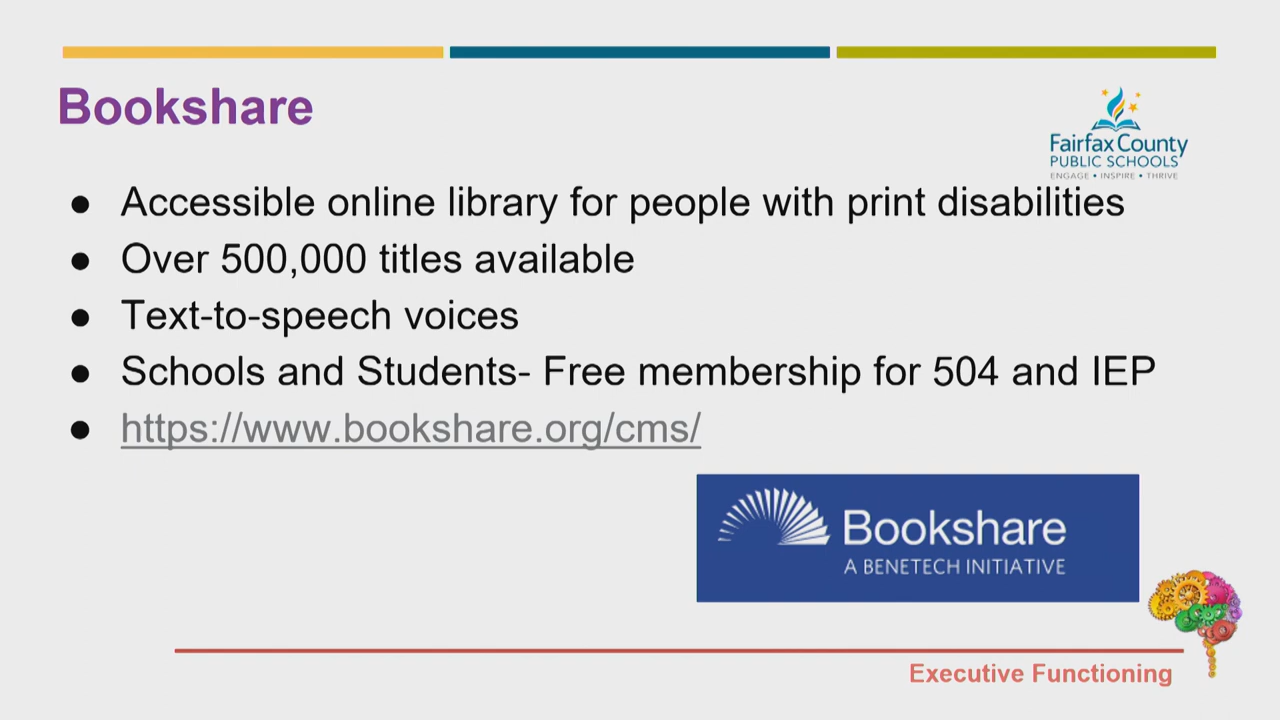 Bookshare
Fairfax County
PUBLIC SCHOOLS
ENGAGE • INSPIRE • THRIVE
● Accessible online library for people with print disabilities
● Over 500,000 titles available
● Text-to-speech voices
● Schools and Students- Free membership for 504 and IEP
● https://www.bookshare.org/cms/
Bookshare
A BENETECH INITIATIVE
Executive Functioning